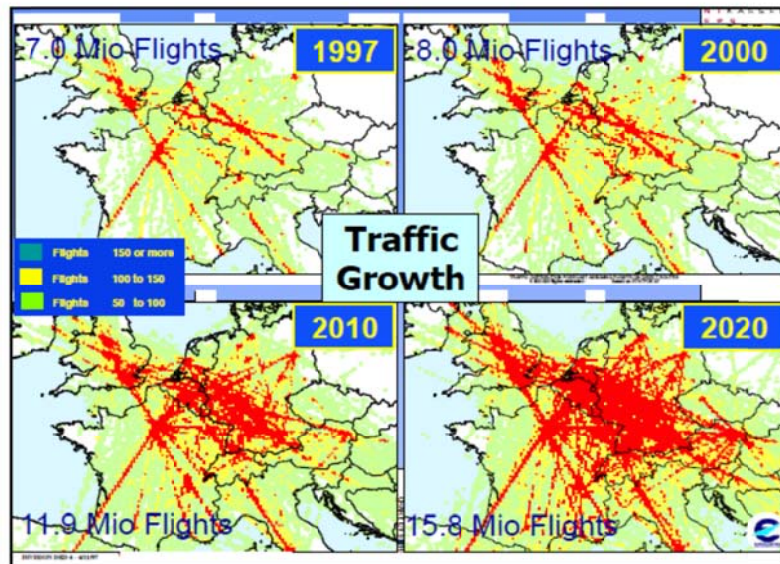 7.0 Mio Flights
1997
8.0 Mio Flights
2000
Traffic
Growth
Flights 150 or more
Flights 100 to 150
Flights 50 to 100
2010
2020
11.9 Mio Flights
15.8 Mio Flights